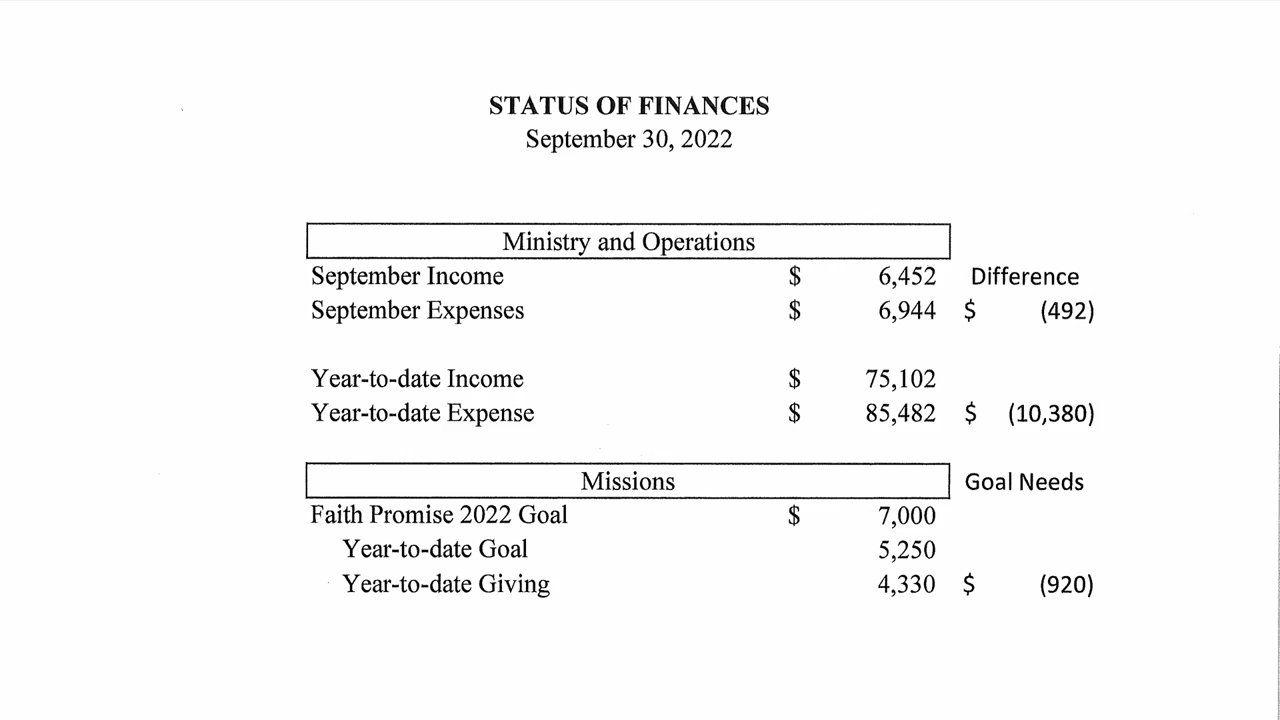 STATUS OF FINANCES
September 30, 2022
Ministry and Operations
September Income $ 6,452 Difference
September Expenses $ 6,944 $ (492)
Year-to-date Income $ 75,102
Year-to-date Expense $ 85,482 $ (10,380)
Missions Goal Needs
Faith Promise 2022 Goal $ 7,000
Year-to-date Goal 5,250
Year-to-date Giving 4,330 $ (920)